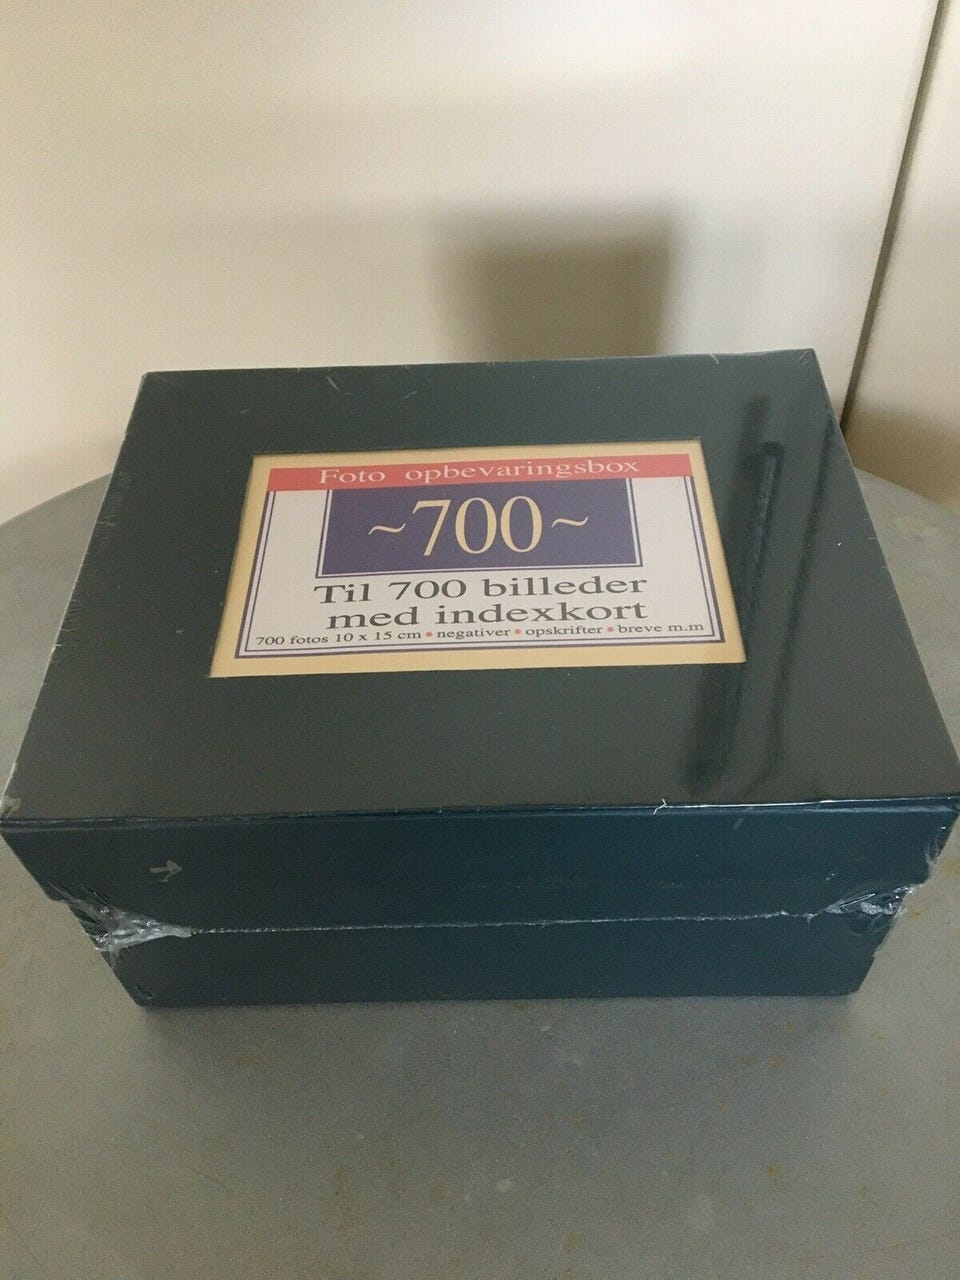 Foto opbevaringsbox
~700~
Til 700 billeder
med indexkort
700 fotos 10 x 15 cm • negativer • opskrifter • breve m.m